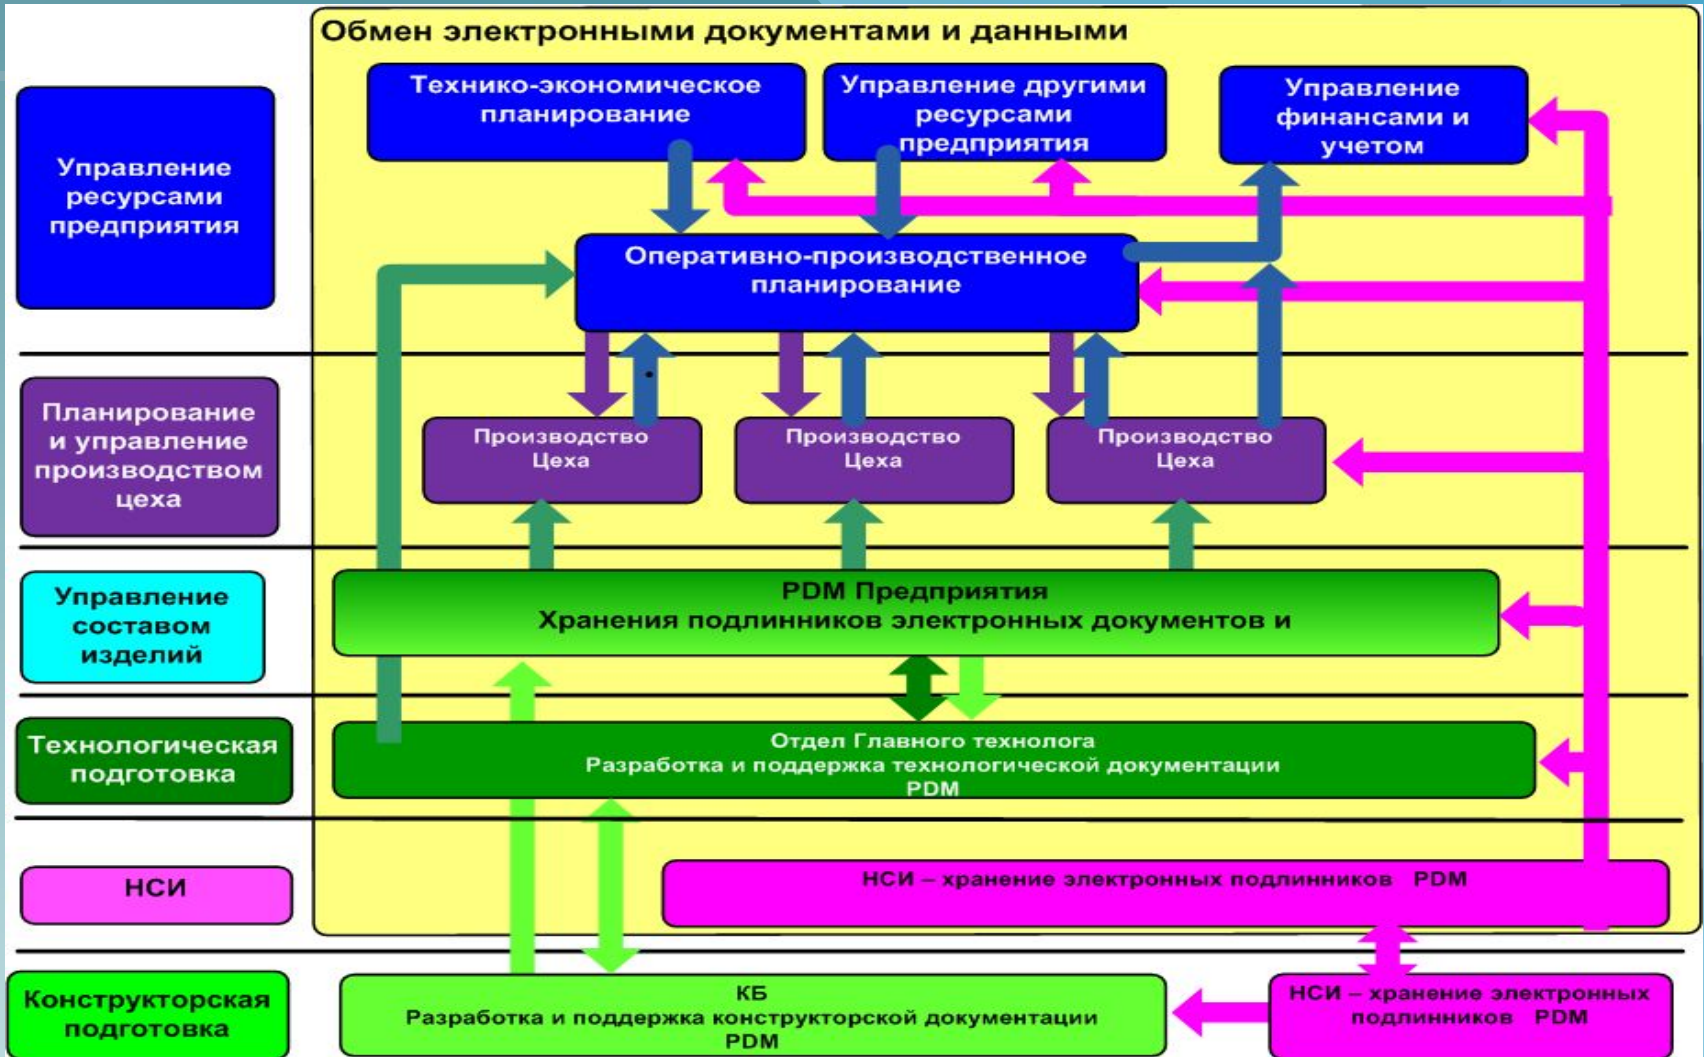 Обмен электронными документами и данными
Технико-экономическое
планирование
Управление другими
ресурсами
предприятия
Управление
финансами и
учетом
Управление
ресурсами
предприятия
Оперативно-производственное
планирование
Планирование
и управление
производством
цеха
Производство
Цеха
Производство
Цеха
Производство
Цеха
Управление
составом
изделий
PDM Предприятия
Хранения подлинников электронных документов и
Технологическая
подготовка
Отдел Главного технолога
Разработка и поддержка технологической документации
PDM
НСИ
НСИ – хранение электронных подлинников PDM
Конструкторская
подготовка
КБ
Разработка и поддержка конструкторской документации
PDM
НСИ – хранение электронных
подлинников PDM